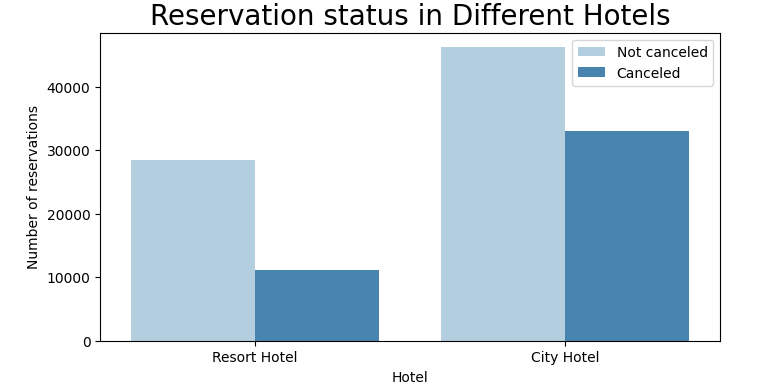 Reservation status in Different Hotels
Not canceled
Canceled
Number of reservations
40000
30000
20000
10000
0
Resort Hotel
City Hotel
Hotel